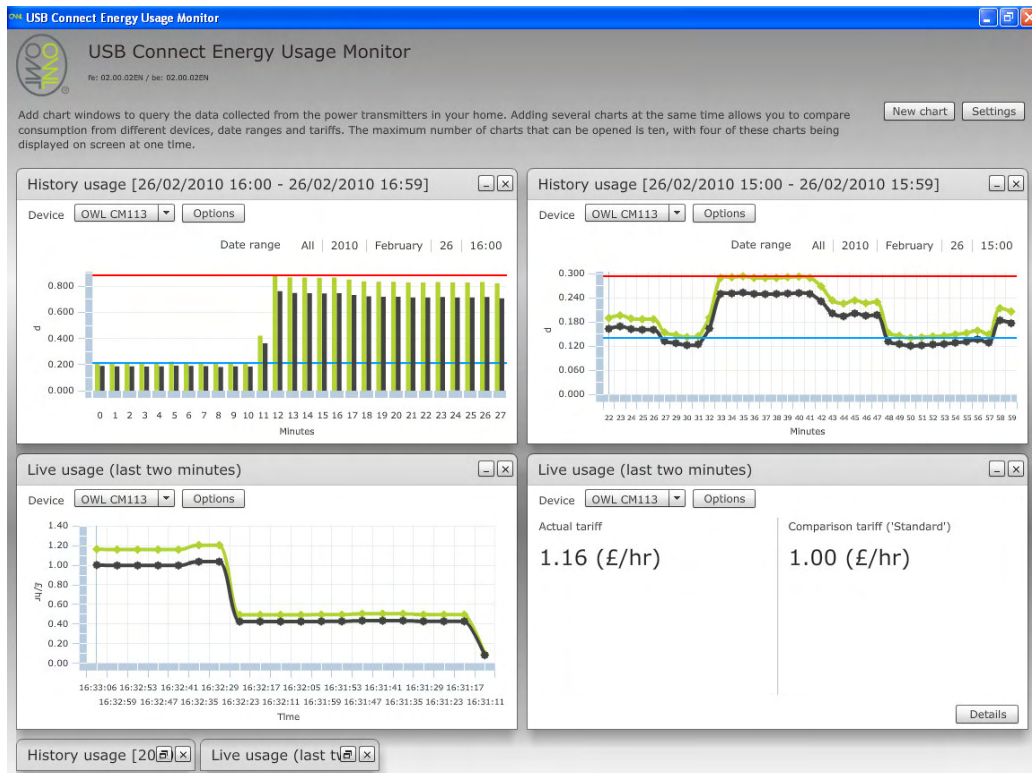 OWL USB Connect Energy Usage Monitor
OWL
OWL
USB Connect Energy Usage Monitor
fe: 02.00.02EN / be: 02.00.02EN
Add chart windows to query the data collected from the power transmitters in your home. Adding several charts at the same time allows you to compare
consumption from different devices, date ranges and tariffs. The maximum number of charts that can be opened is ten, with four of these charts being
displayed on screen at one time.
New chart Settings
History usage [26/02/2010 16:00 - 26/02/2010 16:59]
Device OWL CM113 Options
Date range All 2010 February 26 16:00
0.800
0.600
0.400
0.200
0.000
p
0 1 2 3 4 5 6 7 8 9 10 11 12 13 14 15 16 17 18 19 20 21 22 23 24 25 26 27
Minutes
History usage [26/02/2010 15:00 - 26/02/2010 15:59]
Device OWL CM113 Options
Date range All 2010 February 26 15:00
0.300
0.240
0.180
0.120
0.060
0.000
p
22 23 24 25 26 27 29 30 31 32 33 34 35 36 37 38 39 40 41 42 43 44 45 46 47 48 49 50 51 52 53 54 55 56 57 58 59
Minutes
Live usage (last two minutes)
Device OWL CM113 Options
1.40
1.20
1.00
0.80
0.60
0.40
0.20
0.00
£/hr
16:33:06 16:32:53 16:32:41 16:32:29 16:32:17 16:32:05 16:31:53 16:31:41 16:31:29 16:31:17
16:32:59 16:32:47 16:32:35 16:32:23 16:32:11 16:31:59 16:31:47 16:31:35 16:31:23 16:31:11
Time
Live usage (last two minutes)
Device OWL CM113 Options
Actual tariff
1.16 (£/hr)
Comparison tariff ('Standard')
1.00 (£/hr)
Details
History usage [20
Live usage (last tw